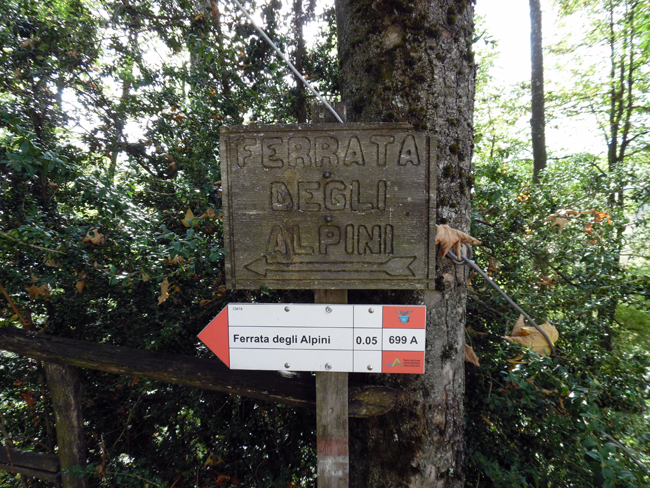 FERRATA
DEGLI
ALPINI
Ferrata degli Alpini 0.05 699 A